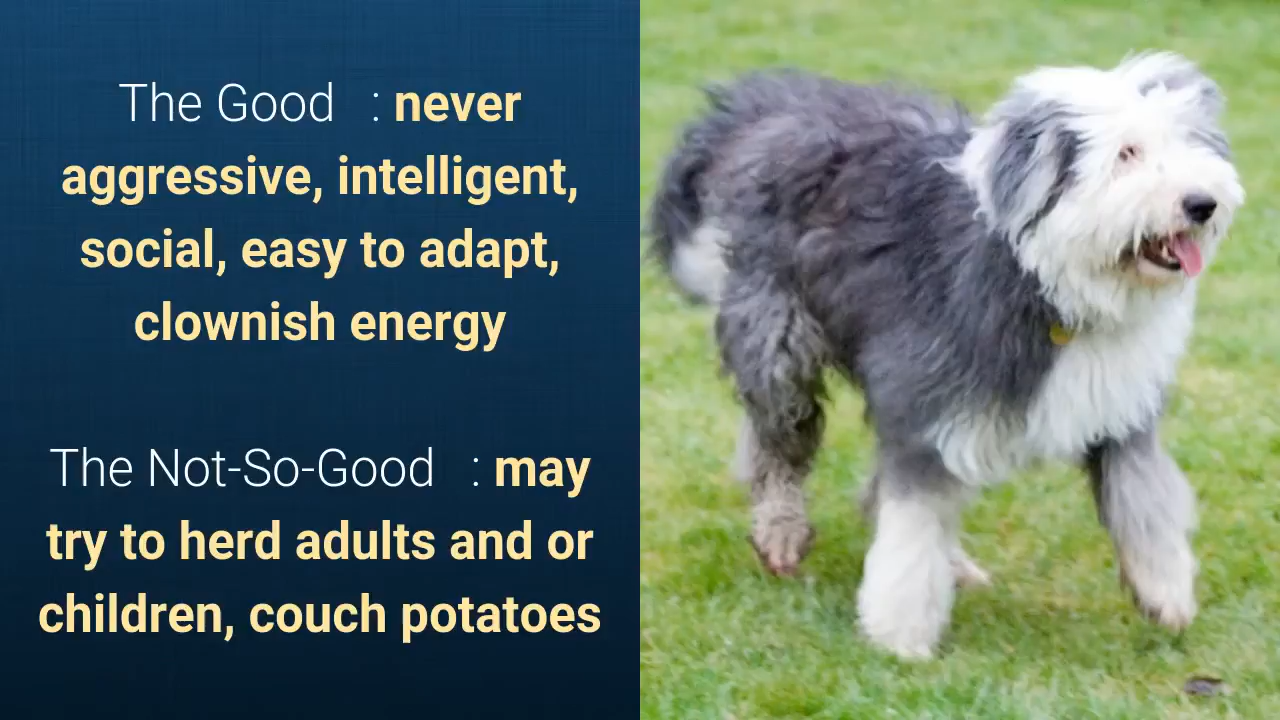 The Good : never
aggressive, intelligent,
social, easy to adapt,
clownish energy
The Not-So-Good : may
try to herd adults and or
children, couch potatoes